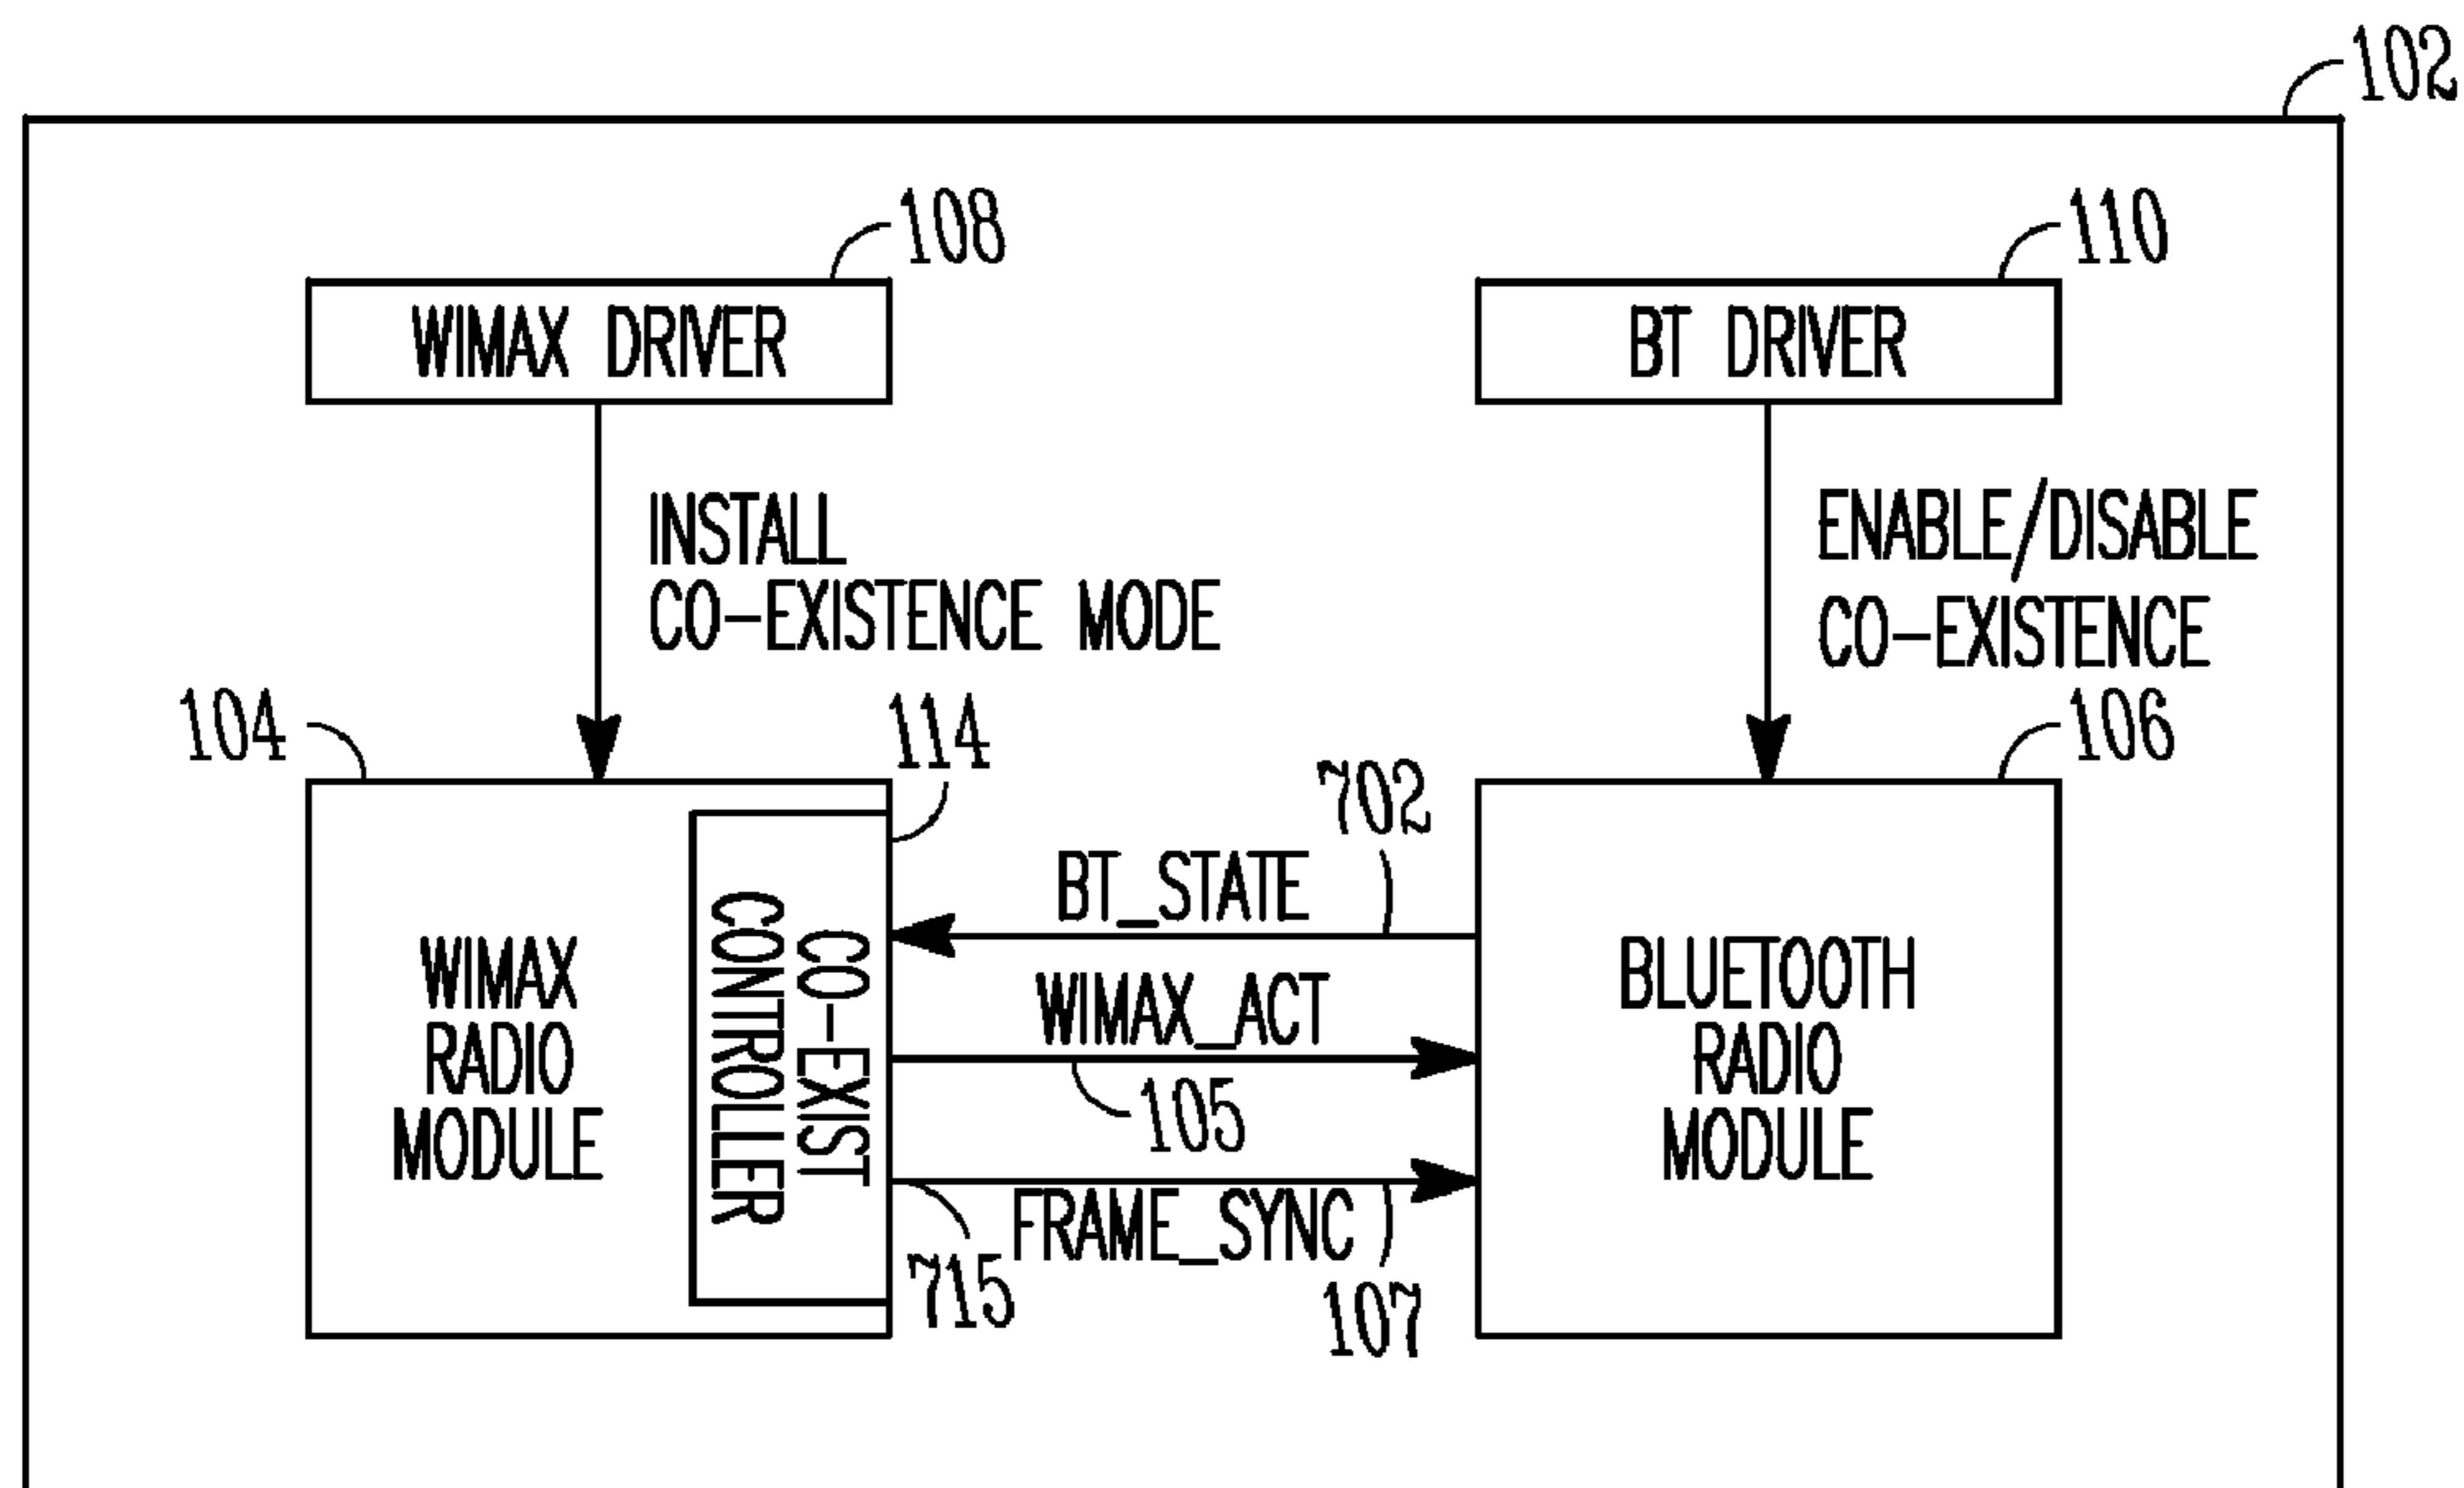 102
108
110
WIMAX DRIVER
BT DRIVER
INSTALL
CO-EXISTENCE MODE
ENABLE/DISABLE
CO-EXISTENCE
104
114
106
702
BT_STATE
WIMAX
RADIO
MODULE
CO-EXIST
CONTROLLER
WIMAX_ACT
105
FRAME_SYNC
715
107
BLUETOOTH
RADIO
MODULE